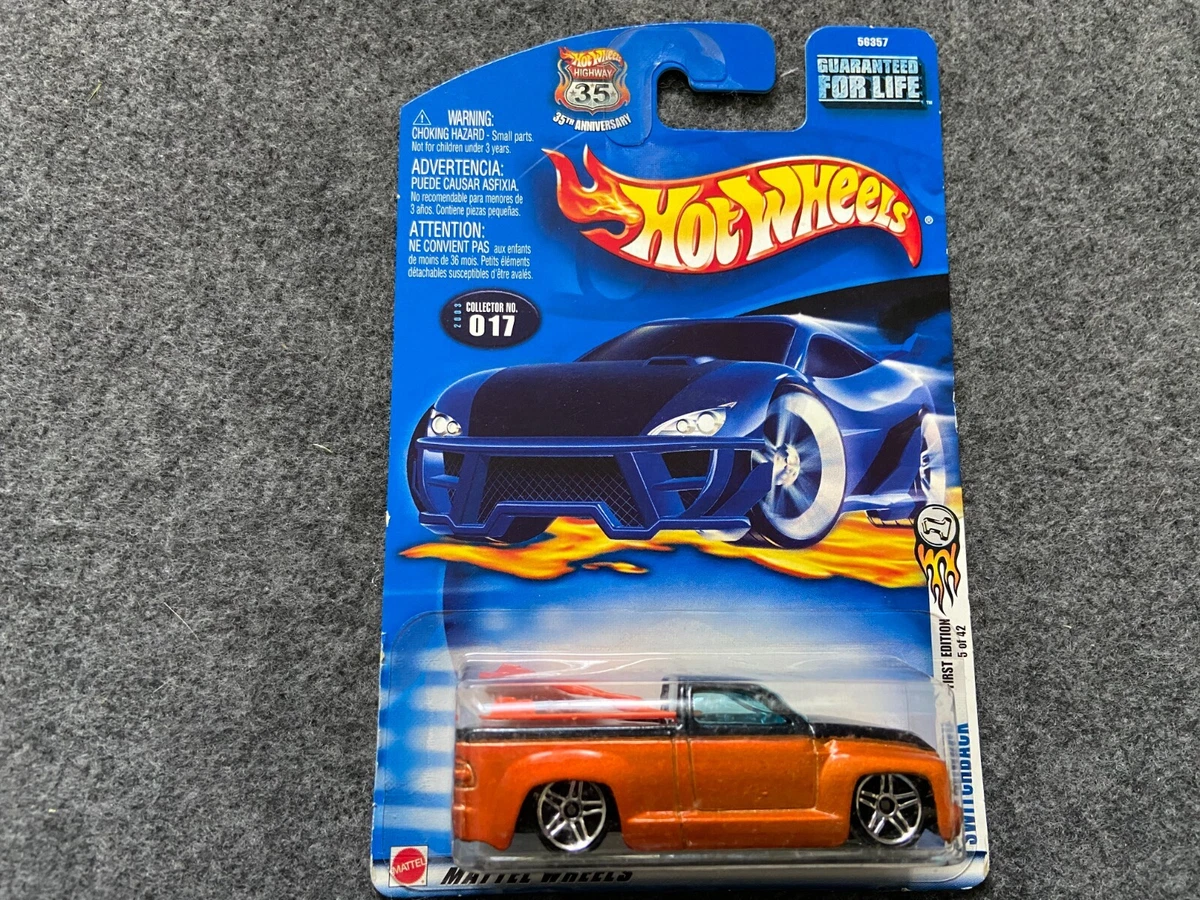 56357
GUARANTEED
FOR LIFE
™
Hot Wheels
HIGHWAY
35
35TH ANNIVERSARY
WARNING:
CHOKING HAZARD - Small parts.
Not for children under 3 years.
ADVERTENCIA:
PUEDE CAUSAR ASFIXIA.
No recomendable para menores de
3 años. Contiene piezas pequeñas.
ATTENTION:
NE CONVIENT PAS aux enfants
de moins de 36 mois. Petits éléments
détachables susceptibles d'être avalés.
Hot Wheels®
2003
COLLECTOR NO.
017
FIRST EDITION
5 of 42
SWITCHBACK
MATTEL
MATTEL WHEELS